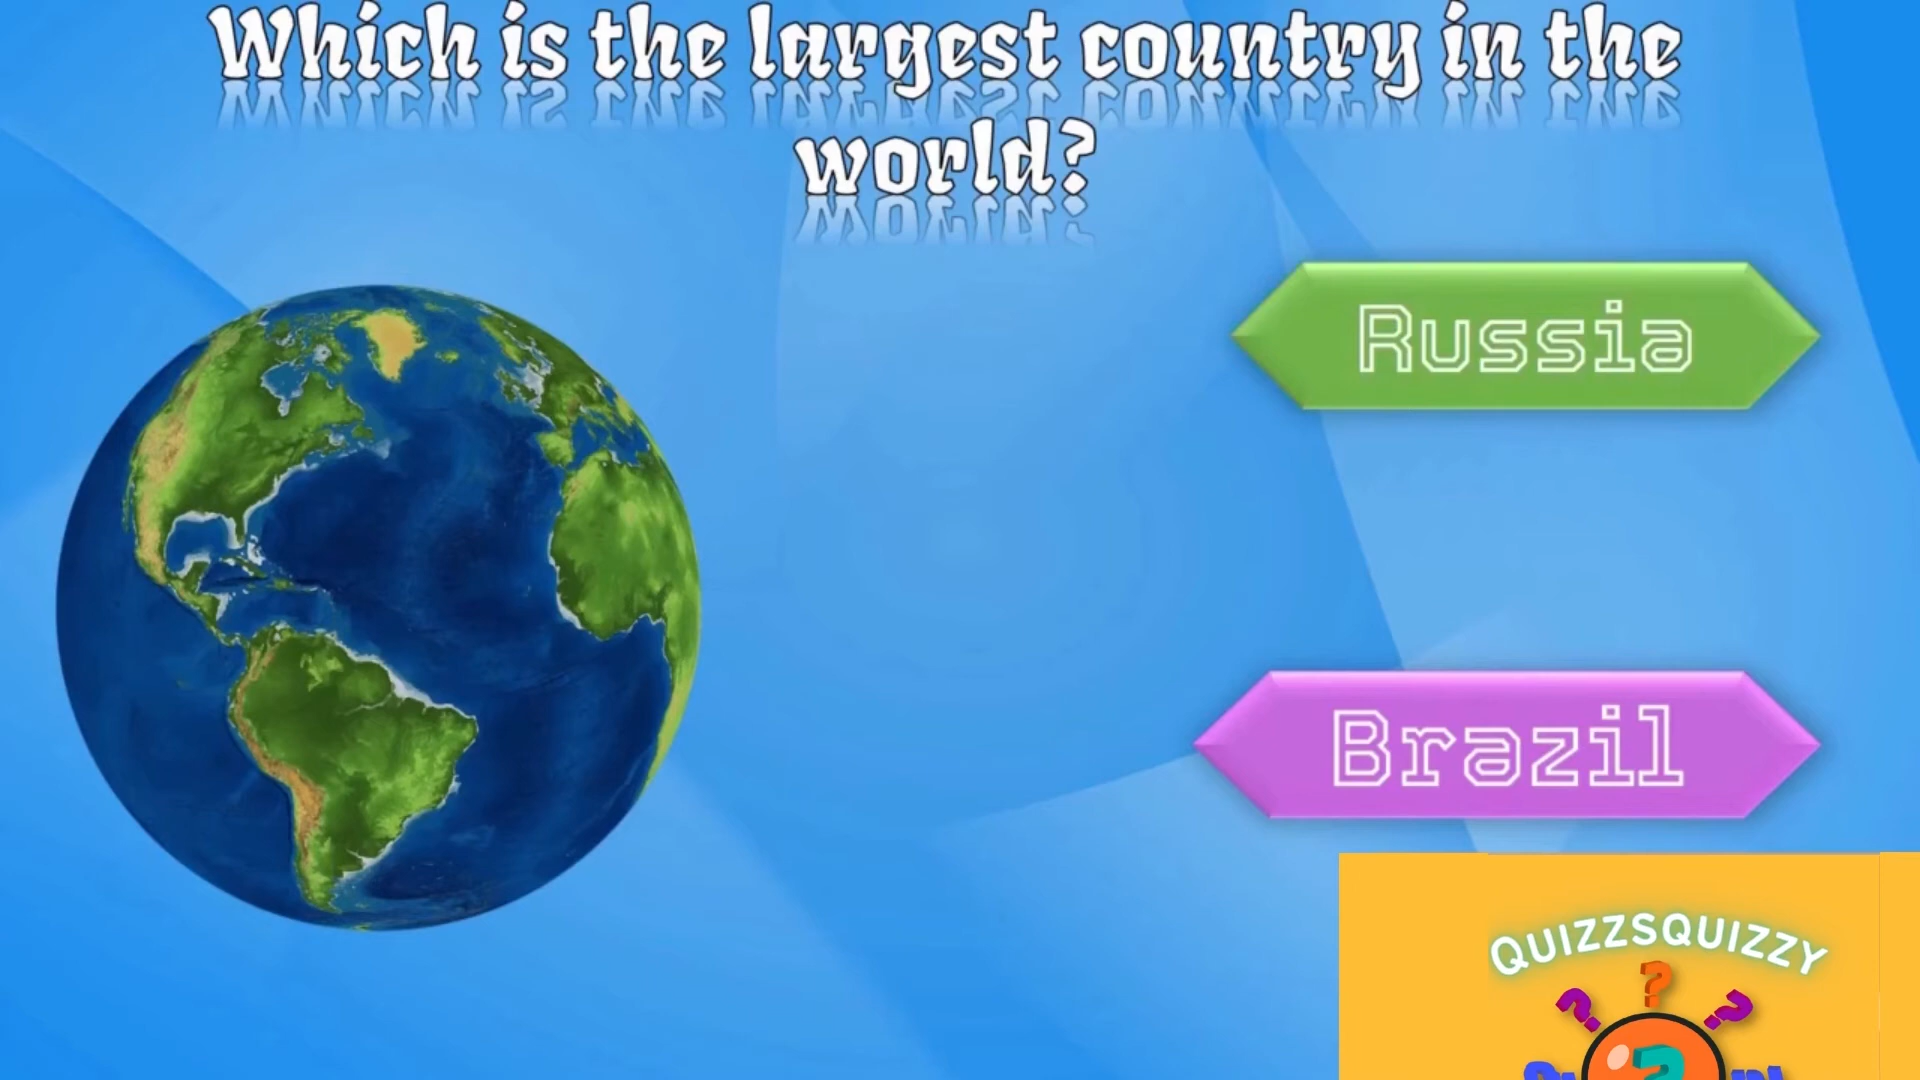 Which is the largest country in the
world?
Russia
Brazil
QUIZZSQUIZZY